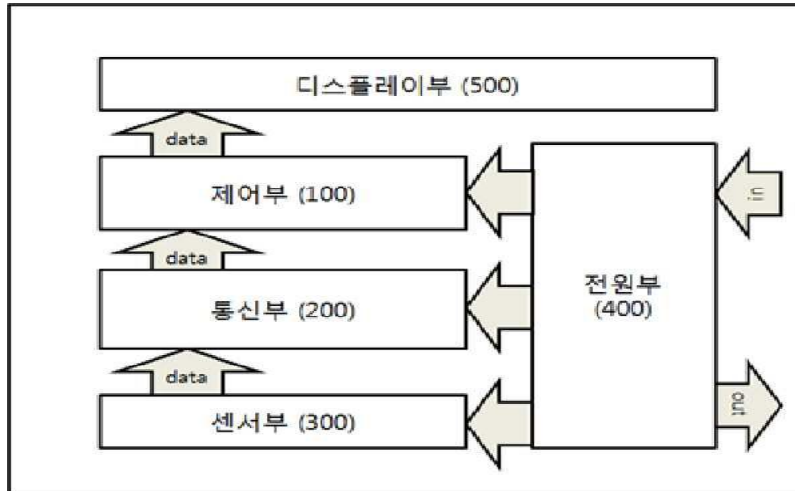 디스플레이부 (500)
data
제어부 (100)
in
data
전원부
(400)
통신부 (200)
data
out
센서부 (300)